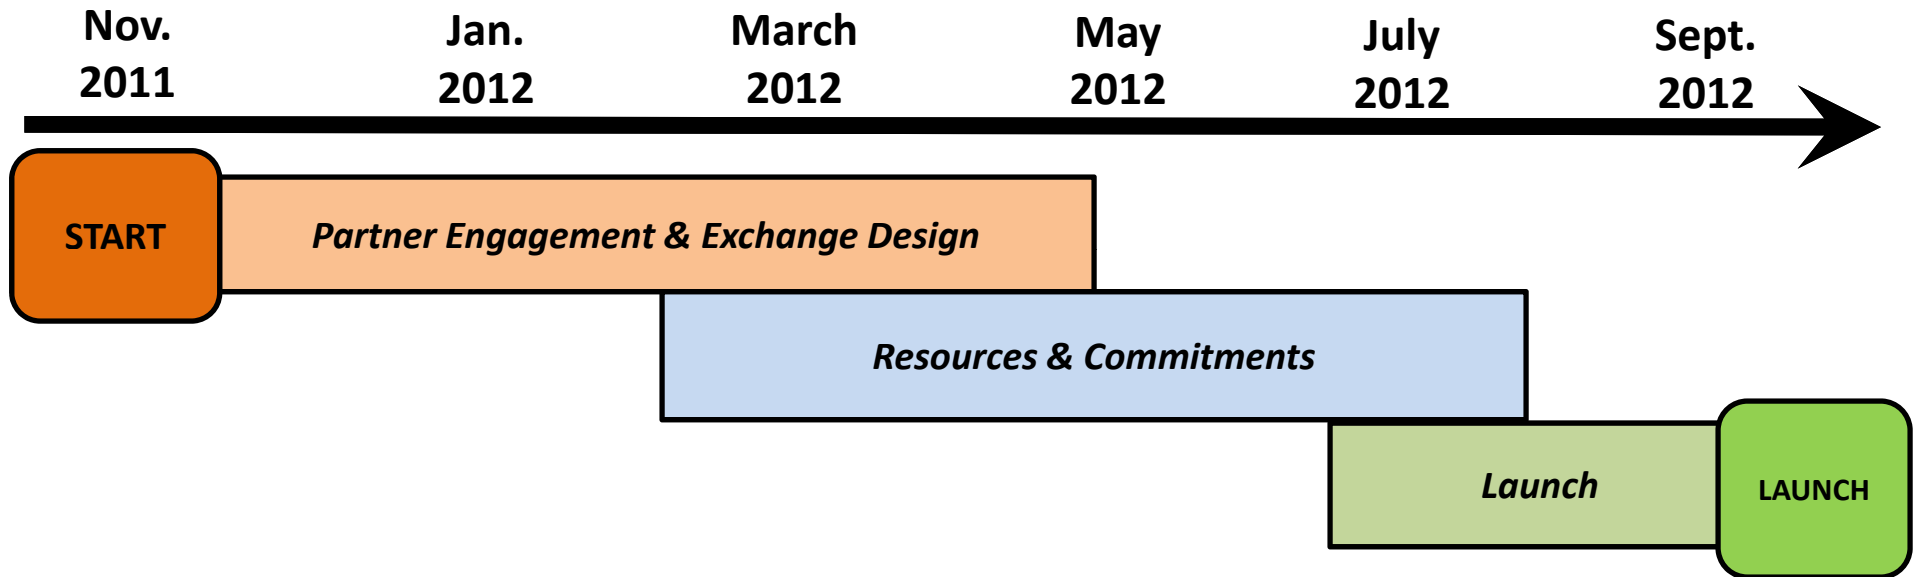 Nov.
2011
Jan.
2012
March
2012
May
2012
July
2012
Sept.
2012
START
Partner Engagement & Exchange Design
Resources & Commitments
Launch
LAUNCH